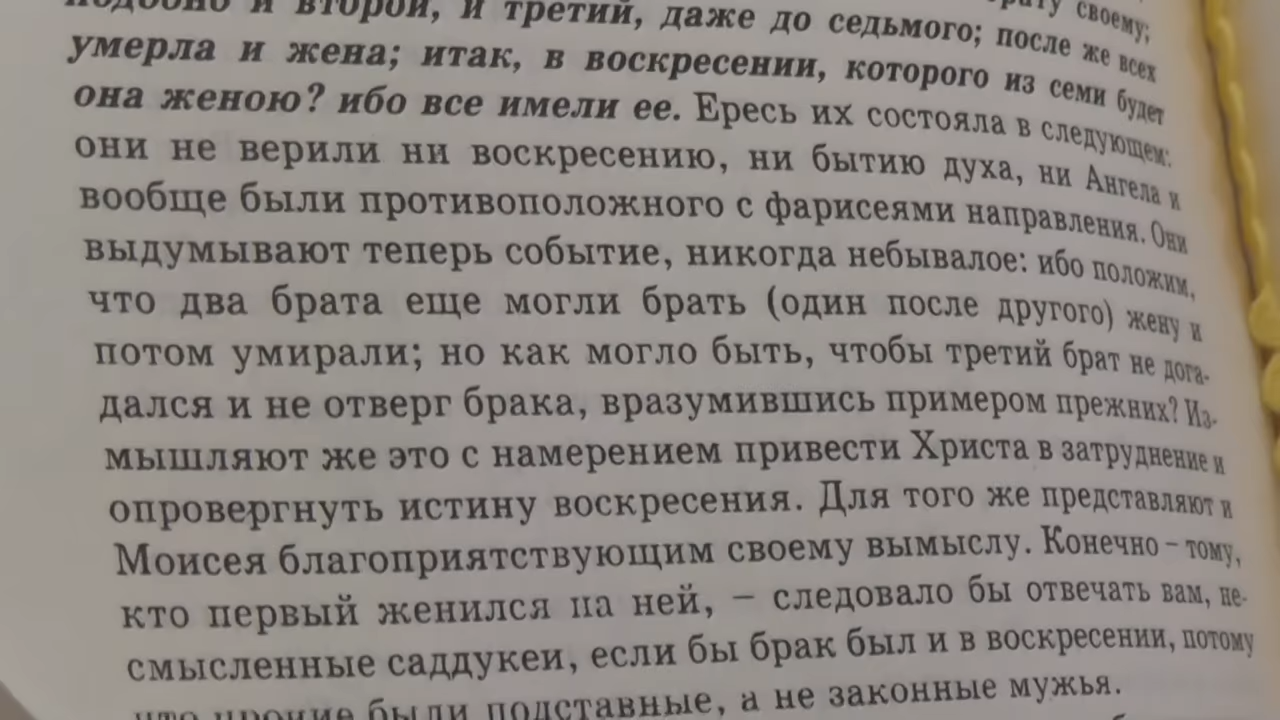 подобно и второй, и третий, даже до седьмого; после же всех своему;
умерла и жена; итак, в воскресении, которого из семи будет
она женою? ибо все имели ее. Ересь их состояла в следующем:
они не верили ни воскресению, ни бытию духа, ни Ангела и
вообще были противоположного с фарисеями направления. Они
выдумывают теперь событие, никогда небывалое: ибо положим,
что два брата еще могли брать (один после другого) жену и
потом умирали; но как могло быть, чтобы третий брат не дога-
дался и не отверг брака, вразумившись примером прежних? Из-
мышляют же это с намерением привести Христа в затруднение и
опровергнуть истину воскресения. Для того же представляют и
Моисея благоприятствующим своему вымыслу. Конечно – тому,
кто первый женился на ней, – следовало бы отвечать вам, не-
смысленные саддукеи, если бы брак был и в воскресении, потому
что прочие были подставные, а не законные мужья.